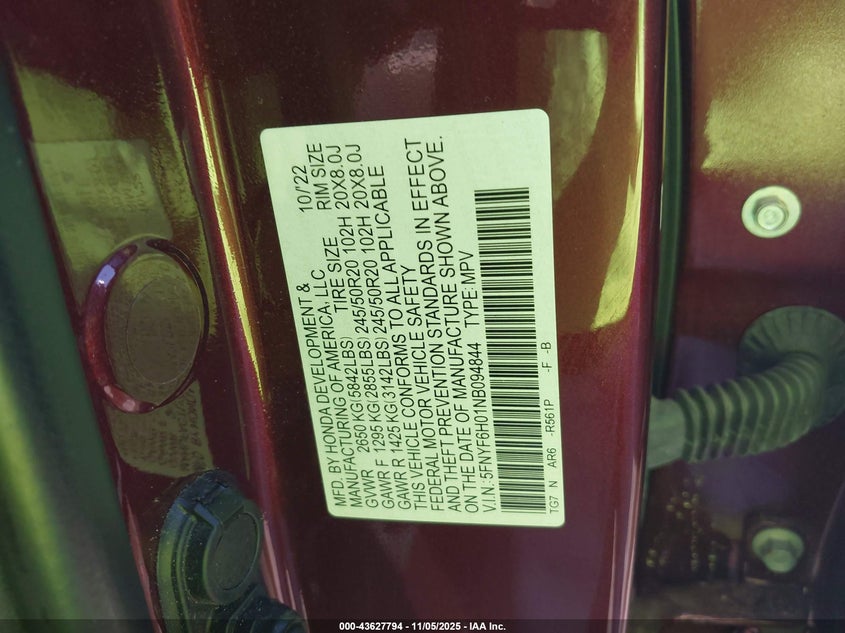 MFD. BY HONDA DEVELOPMENT &
MANUFACTURING OF AMERICA, LLC 10/'22
TIRE SIZE RIM SIZE
GVWR 2650 KG(5842LBS)
GAWR F 1295 KG(2855LBS) 245/50R20 102H 20X8.0J
GAWR R 1425 KG(3142LBS) 245/50R20 102H 20X8.0J
THIS VEHICLE CONFORMS TO ALL APPLICABLE
FEDERAL MOTOR VEHICLE SAFETY
AND THEFT PREVENTION STANDARDS IN EFFECT
ON THE DATE OF MANUFACTURE SHOWN ABOVE.
V.I.N: 5FNYF6H01NB094844 TYPE: MPV
TG7 N AR6 -R561P -F -B
000-43627794 - 11/05/2025 - IAA Inc.